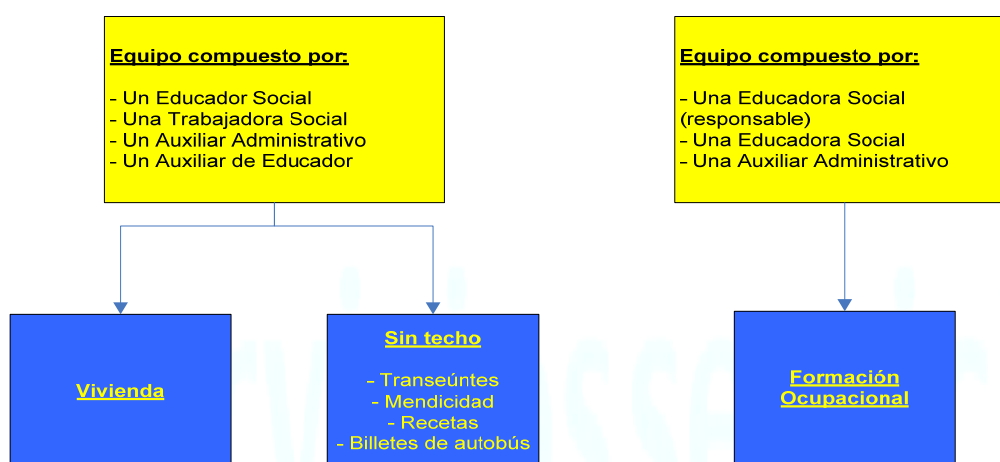 Equipo compuesto por:
- Un Educador Social
- Una Trabajadora Social
- Un Auxiliar Administrativo
- Un Auxiliar de Educador
Equipo compuesto por:
- Una Educadora Social
(responsable)
- Una Educadora Social
- Una Auxiliar Administrativo
Vivienda
Sin techo
- Transeúntes
- Mendicidad
- Recetas
- Billetes de autobús
Formación
Ocupacional